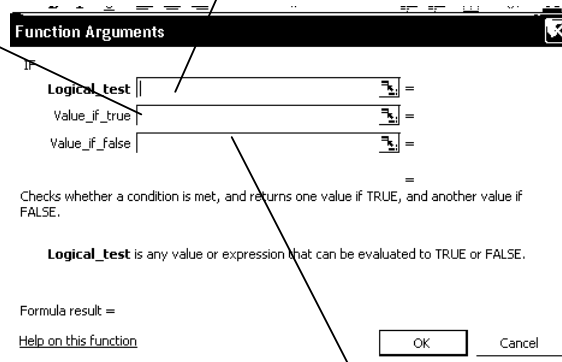 Function Arguments
IF
Logical_test =
Value_if_true =
Value_if_false =
=
Checks whether a condition is met, and returns one value if TRUE, and another value if
FALSE.
Logical_test is any value or expression that can be evaluated to TRUE or FALSE.
Formula result =
Help on this function
OK Cancel